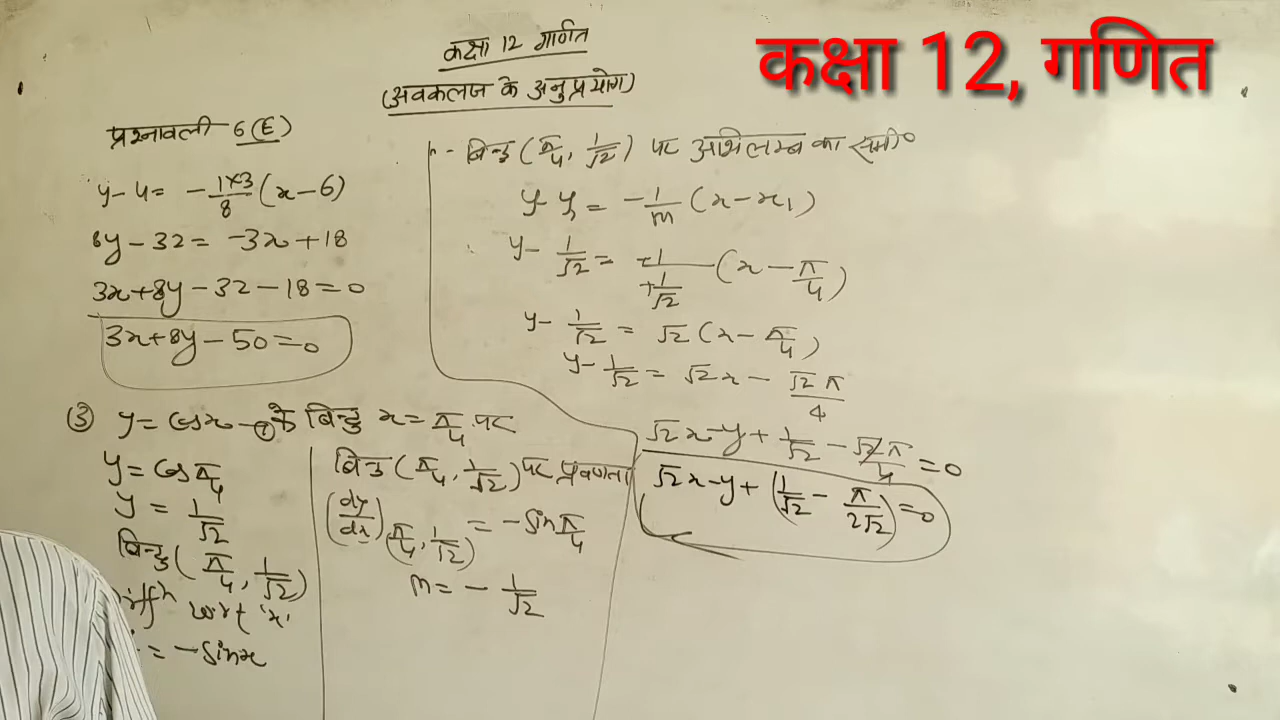 कक्षा 12 गणित
कक्षा 12, गणित
(अवकलज के अनुप्रयोग)
प्रश्नावली 6(E)
y-4= -1×3/8 (x-6)
8y-32= -3x+18
3x+8y-32-18=0
3x+8y-50=0
③ y=cosx-① के बिन्दु x=π/4 पर
y=cos π/4
y = 1/√2
बिन्दु (π/4, 1/√2)
wrt 'x'
= -sinx
बिन्दु (π/4, 1/√2) पर प्रवणता
(dy/dx)(π/4, 1/√2) = -sin π/4
m= - 1/√2
बिन्दु (π/4, 1/√2) पर अभिलम्ब का समी०
y-y₁ = -1/m (x-x₁)
y- 1/√2 = -1/+1/√2 (x-π/4)
y- 1/√2 = √2 (x-π/4)
y- 1/√2 = √2x - √2π/4
√2x-y+ 1/√2 - √2π/4 =0
√2x-y+(1/√2 - π/2√2)=0